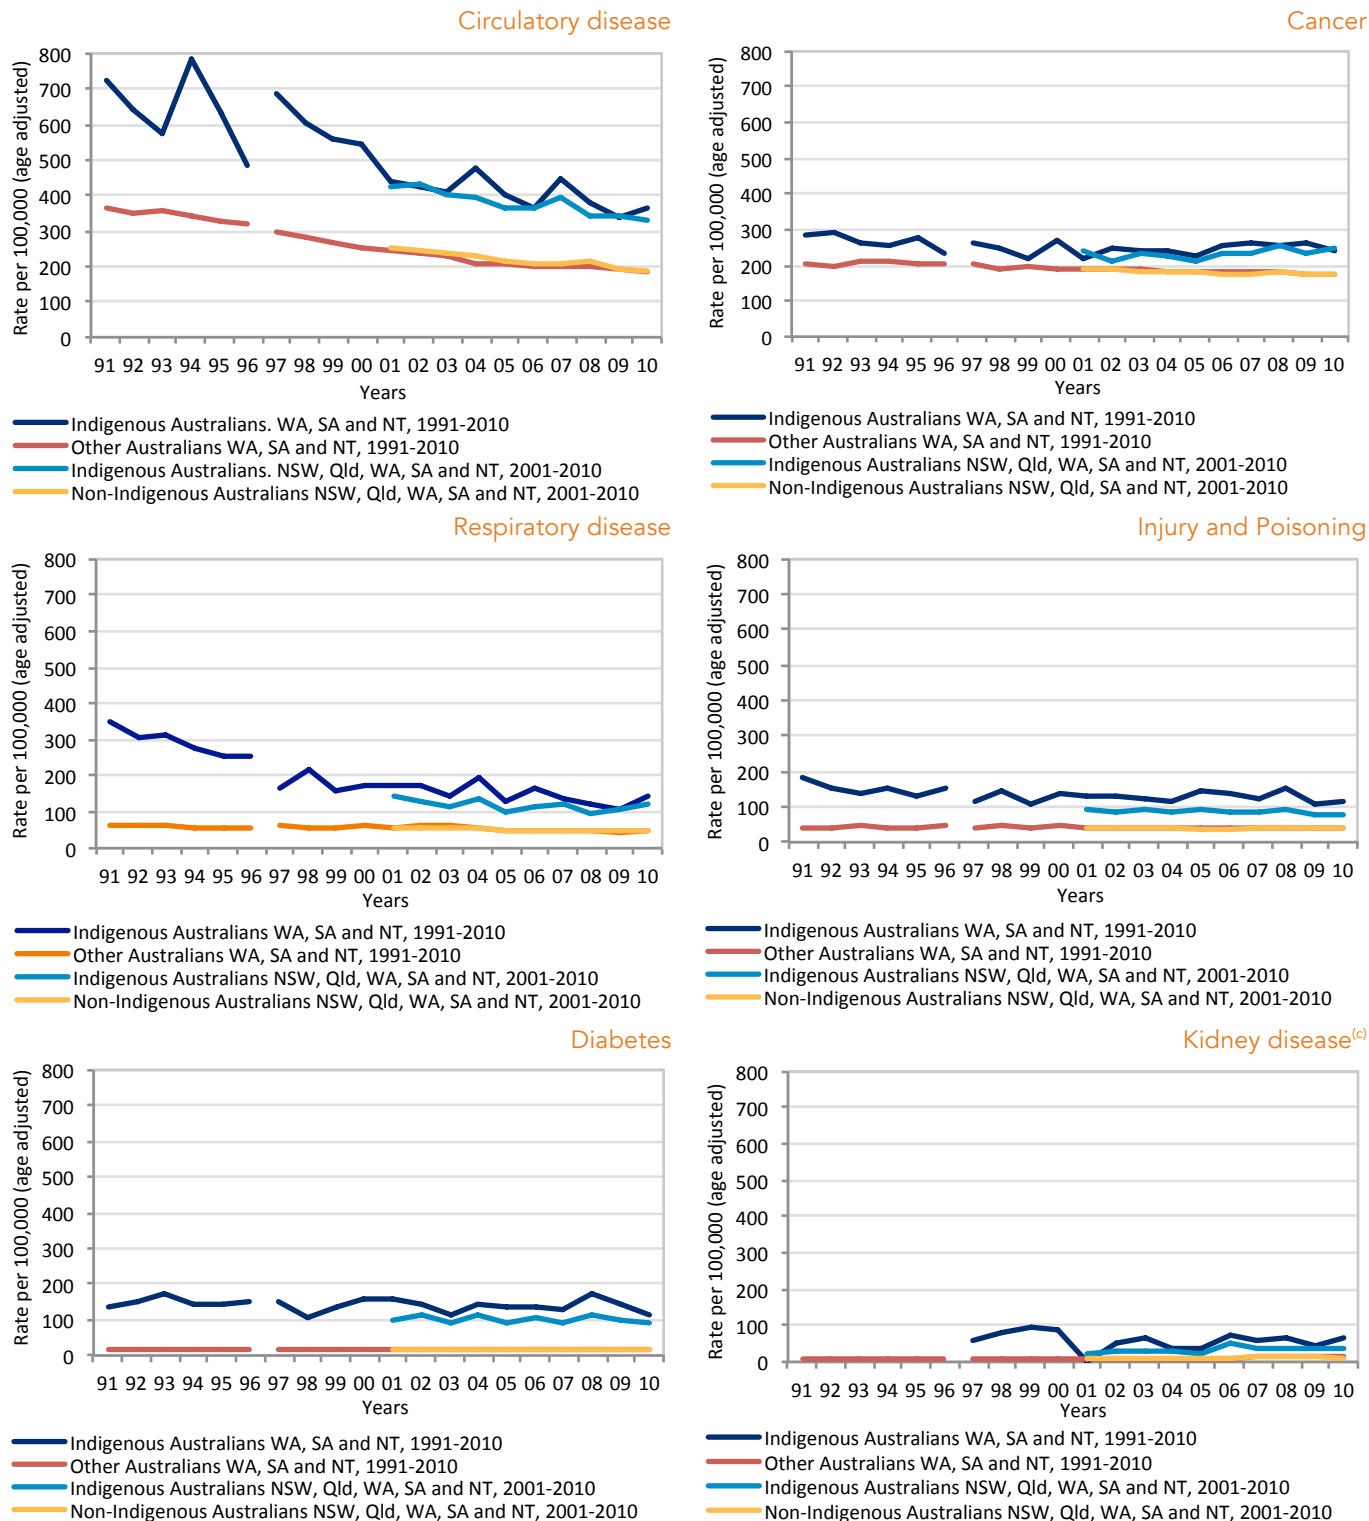 Circulatory disease
Rate per 100,000 (age adjusted)
800
700
600
500
400
300
200
100
0
91 92 93 94 95 96 97 98 99 00 01 02 03 04 05 06 07 08 09 10
Years
Indigenous Australians. WA, SA and NT, 1991-2010
Other Australians WA, SA and NT, 1991-2010
Indigenous Australians. NSW, Qld, WA, SA and NT, 2001-2010
Non-Indigenous Australians NSW, Qld, WA, SA and NT, 2001-2010
Cancer
Rate per 100,000 (age adjusted)
800
700
600
500
400
300
200
100
0
91 92 93 94 95 96 97 98 99 00 01 02 03 04 05 06 07 08 09 10
Years
Indigenous Australians WA, SA and NT, 1991-2010
Other Australians WA, SA and NT, 1991-2010
Indigenous Australians NSW, Qld, WA, SA and NT, 2001-2010
Non-Indigenous Australians NSW, Qld, SA and NT, 2001-2010
Respiratory disease
Rate per 100,000 (age adjusted)
800
700
600
500
400
300
200
100
0
91 92 93 94 95 96 97 98 99 00 01 02 03 04 05 06 07 08 09 10
Years
Indigenous Australians WA, SA and NT, 1991-2010
Other Australians WA, SA and NT, 1991-2010
Indigenous Australians NSW, Qld, WA, SA and NT, 2001-2010
Non-Indigenous Australians NSW, Qld, WA, SA and NT, 2001-2010
Injury and Poisoning
Rate per 100,000 (age adjusted)
800
700
600
500
400
300
200
100
0
91 92 93 94 95 96 97 98 99 00 01 02 03 04 05 06 07 08 09 10
Years
Indigenous Australians WA, SA and NT, 1991-2010
Other Australians WA, SA and NT, 1991-2010
Indigenous Australians NSW, Qld, WA, SA and NT, 2001-2010
Non-Indigenous Australians NSW, Qld, WA, SA and NT, 2001-2010
Diabetes
Rate per 100,000 (age adjusted)
800
700
600
500
400
300
200
100
0
91 92 93 94 95 96 97 98 99 00 01 02 03 04 05 06 07 08 09 10
Years
Indigenous Australians WA, SA and NT, 1991-2010
Other Australians WA, SA and NT, 1991-2010
Indigenous Australians NSW, Qld, WA, SA and NT, 2001-2010
Non-Indigenous Australians NSW, Qld, WA, SA and NT, 2001-2010
Kidney disease(c)
Rate per 100,000 (age adjusted)
800
700
600
500
400
300
200
100
0
91 92 93 94 95 96 97 98 99 00 01 02 03 04 05 06 07 08 09 10
Years
Indigenous Australians WA, SA and NT, 1991-2010
Other Australians WA, SA and NT, 1991-2010
Indigenous Australians NSW, Qld, WA, SA and NT, 2001-2010
Non-Indigenous Australians NSW, Qld, WA, SA and NT, 2001-2010